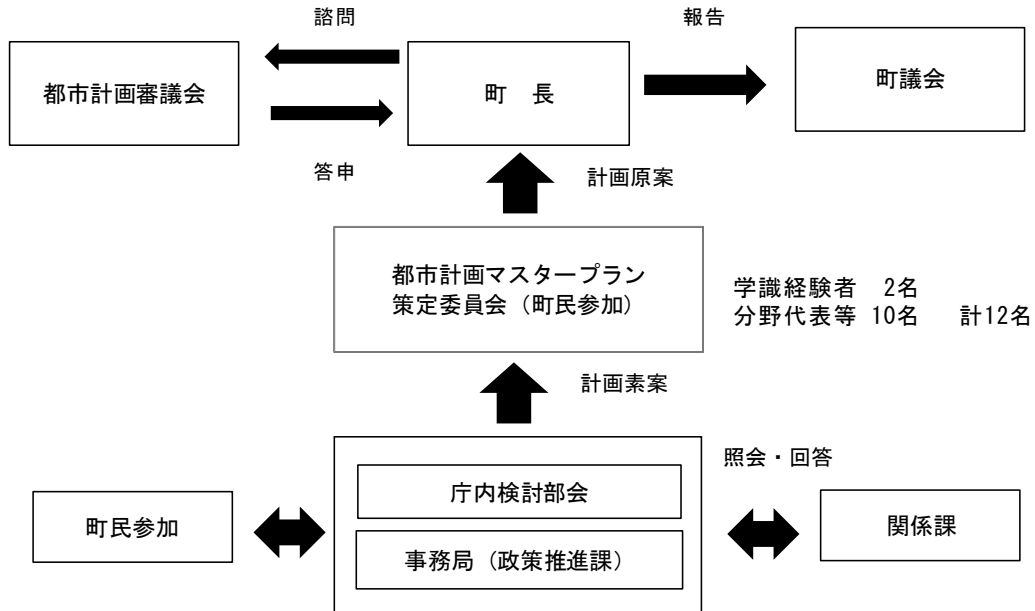 諮問
報告
都市計画審議会
町 長
町議会
答申
計画原案
都市計画マスタープラン
策定委員会（町民参加）
学識経験者 2名
分野代表等 10名 計12名
計画素案
照会・回答
庁内検討部会
町民参加
関係課
事務局（政策推進課）